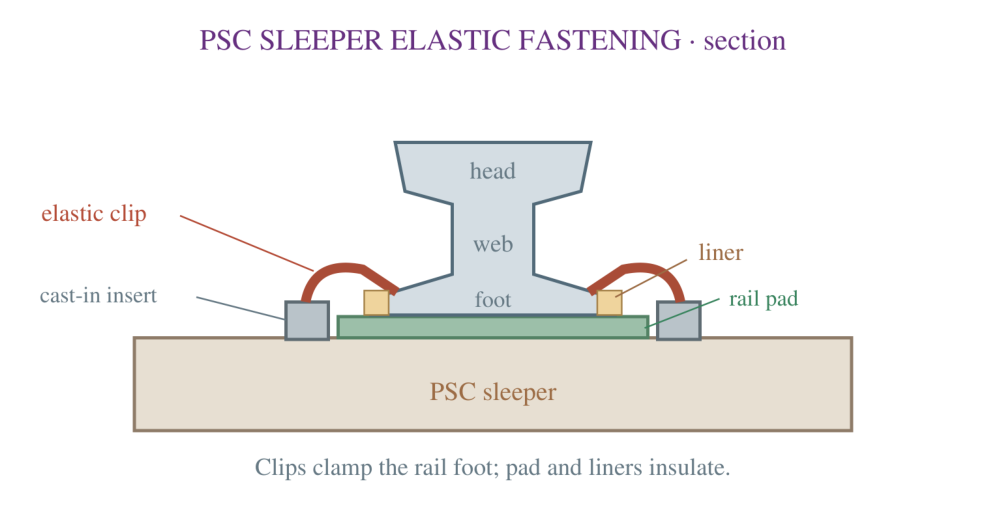 PSC SLEEPER ELASTIC FASTENING · section
head
elastic clip
web
liner
cast-in insert
foot
rail pad
PSC sleeper
Clips clamp the rail foot; pad and liners insulate.